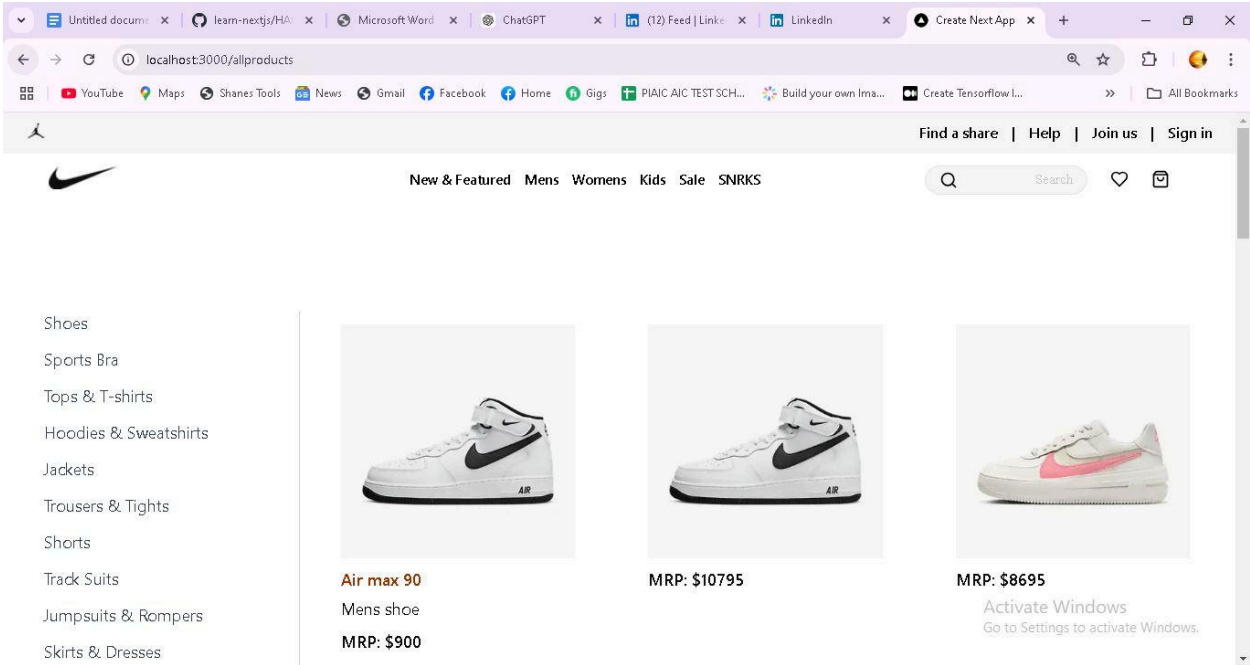 Untitled docume learn-nextjs/HA Microsoft Word ChatGPT (12) Feed | Linke LinkedIn Create Next App
localhost:3000/allproducts
YouTube Maps Shanes Tools News Gmail Facebook Home Gigs PIAIC AIC TEST SCH... Build your own Ima... Create Tensorflow l... All Bookmarks
Find a share | Help | Join us | Sign in
New & Featured Mens Womens Kids Sale SNRKS Search
Shoes
Sports Bra
Tops & T-shirts
Hoodies & Sweatshirts
Jackets
Trousers & Tights
Shorts
Track Suits
Jumpsuits & Rompers
Skirts & Dresses
AIR
AIR
Air max 90
Mens shoe
MRP: $900
MRP: $10795
MRP: $8695
Activate Windows
Go to Settings to activate Windows.